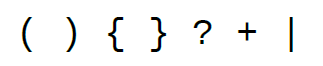 ( ) { } ? + |